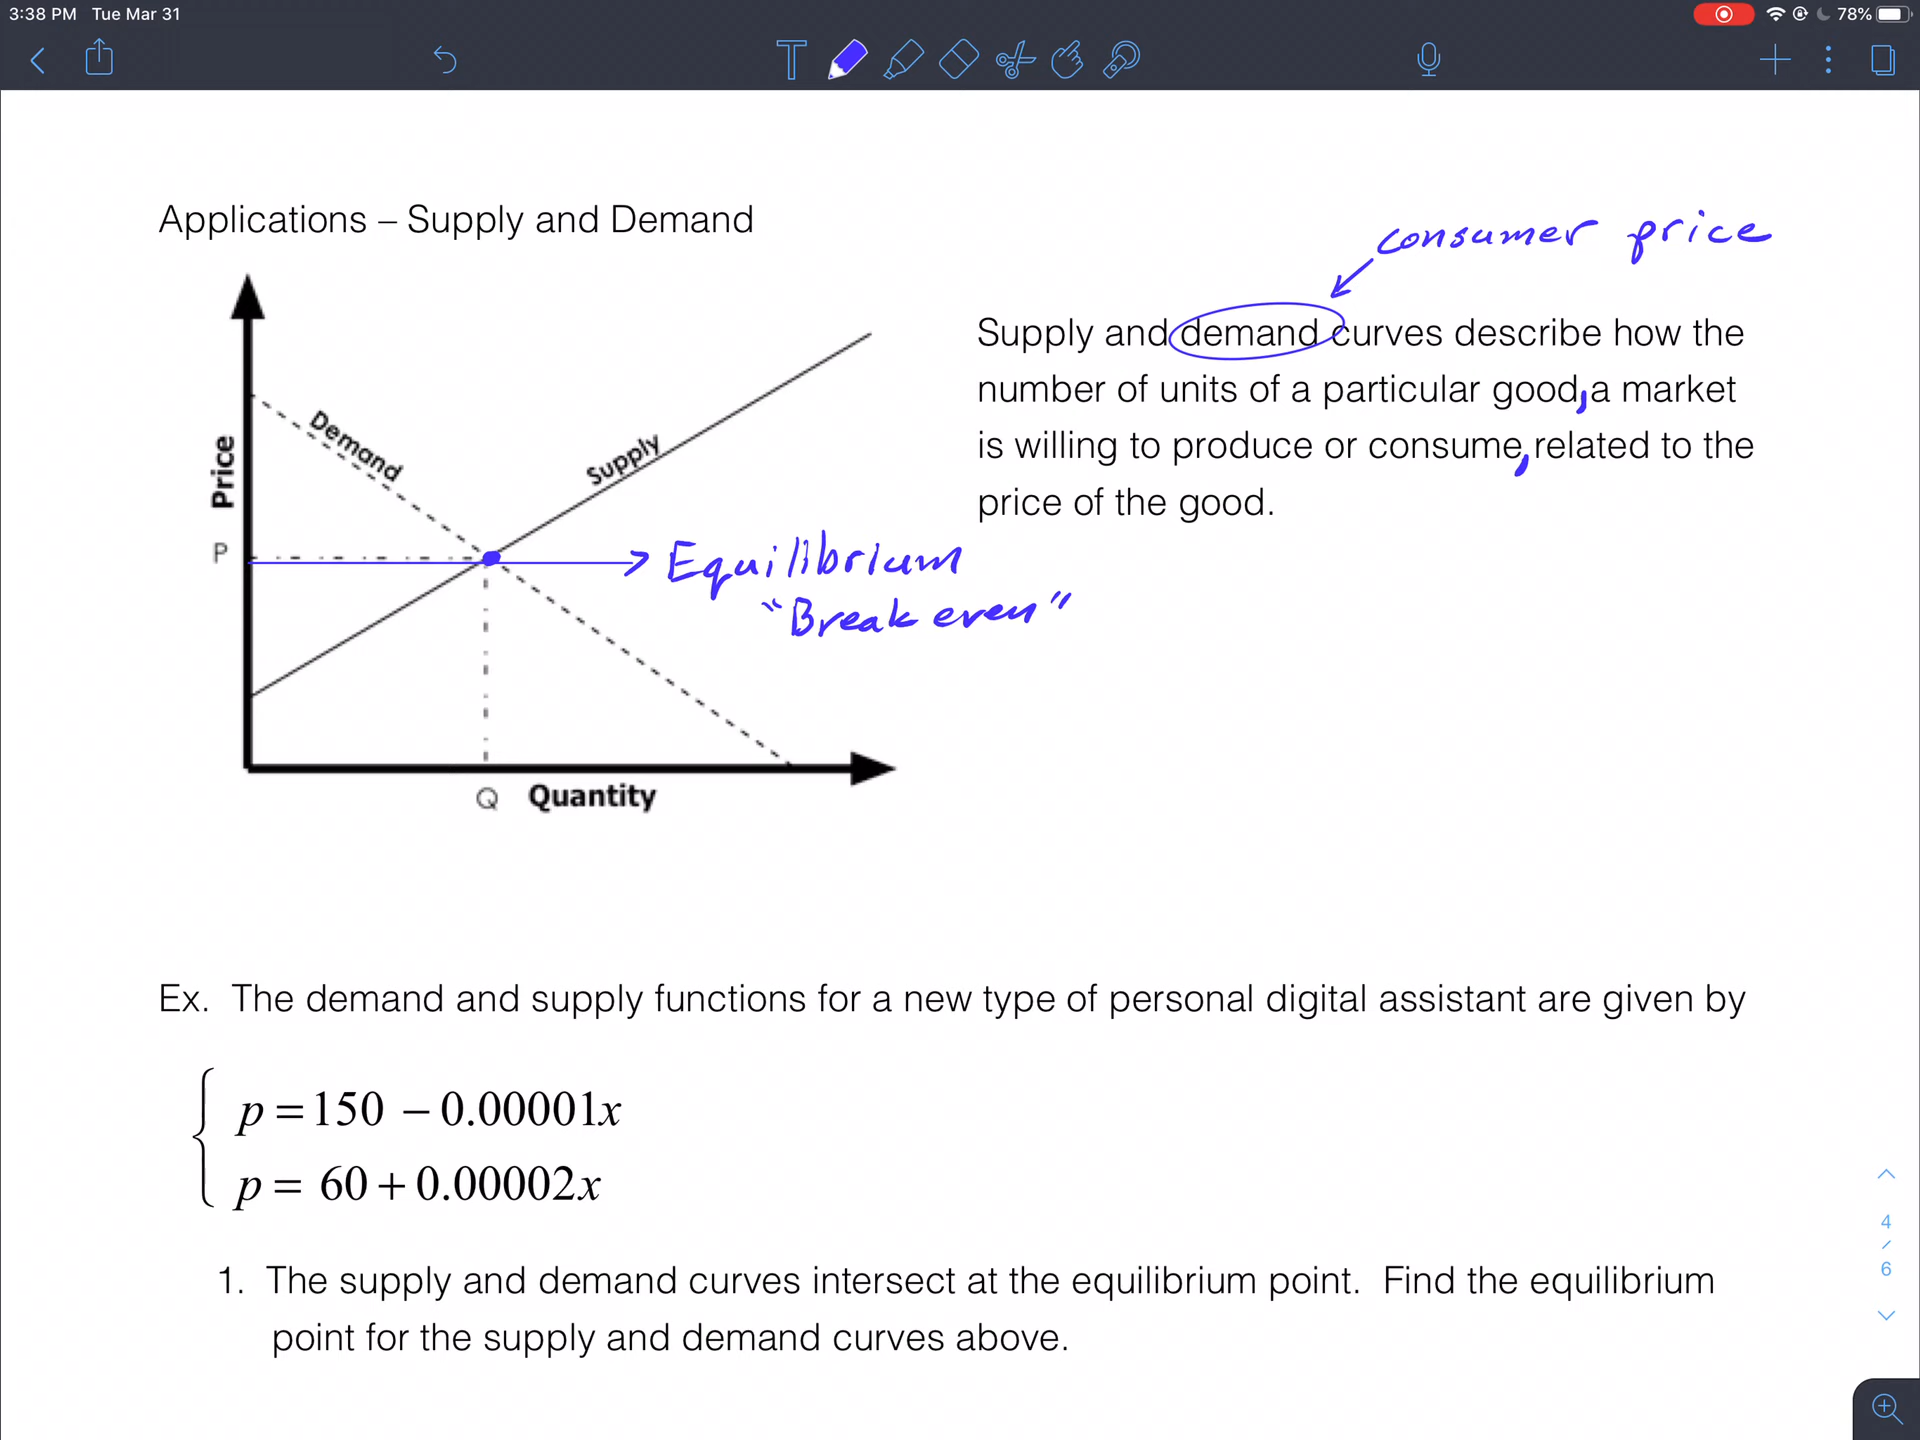 3:38 PM Tue Mar 31
78%
Applications – Supply and Demand
consumer price
Supply and demand curves describe how the
number of units of a particular good, a market
is willing to produce or consume, related to the
price of the good.
Price
Demand
Supply
P
Equilibrium
"Break even"
Q Quantity
Ex. The demand and supply functions for a new type of personal digital assistant are given by
p = 150 – 0.00001x
p = 60 + 0.00002x
1. The supply and demand curves intersect at the equilibrium point. Find the equilibrium
point for the supply and demand curves above.
4
/
6